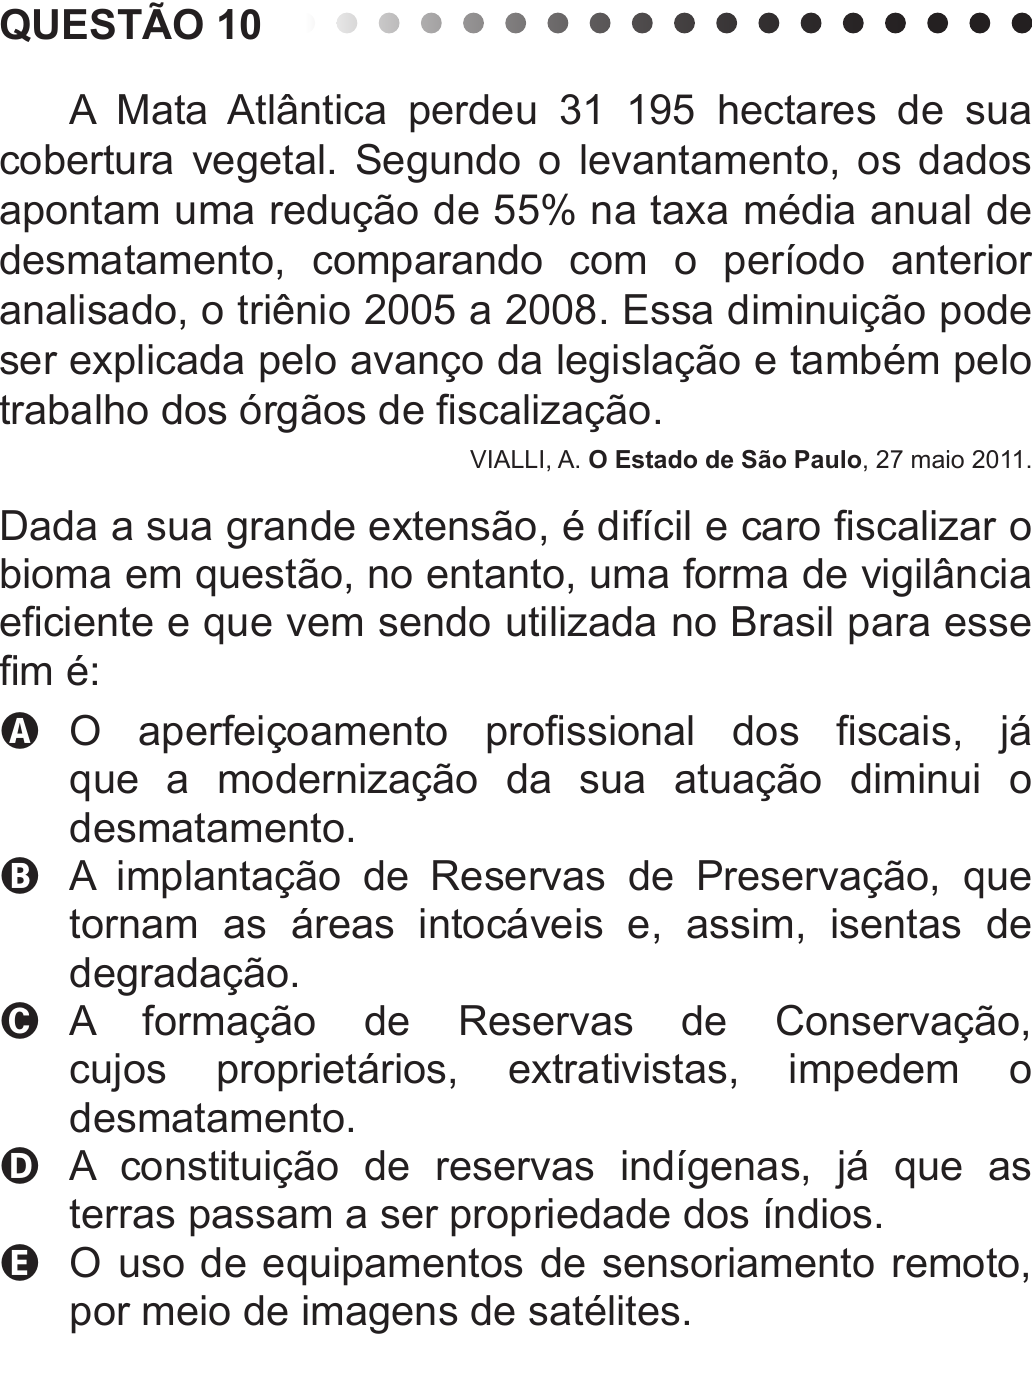 QUESTÃO 10
A Mata Atlântica perdeu 31 195 hectares de sua
cobertura vegetal. Segundo o levantamento, os dados
apontam uma redução de 55% na taxa média anual de
desmatamento, comparando com o período anterior
analisado, o triênio 2005 a 2008. Essa diminuição pode
ser explicada pelo avanço da legislação e também pelo
trabalho dos órgãos de fiscalização.
VIALLI, A. O Estado de São Paulo, 27 maio 2011.
Dada a sua grande extensão, é difícil e caro fiscalizar o
bioma em questão, no entanto, uma forma de vigilância
eficiente e que vem sendo utilizada no Brasil para esse
fim é:
A O aperfeiçoamento profissional dos fiscais, já
que a modernização da sua atuação diminui o
desmatamento.
B A implantação de Reservas de Preservação, que
tornam as áreas intocáveis e, assim, isentas de
degradação.
C A formação de Reservas de Conservação,
cujos proprietários, extrativistas, impedem o
desmatamento.
D A constituição de reservas indígenas, já que as
terras passam a ser propriedade dos índios.
E O uso de equipamentos de sensoriamento remoto,
por meio de imagens de satélites.